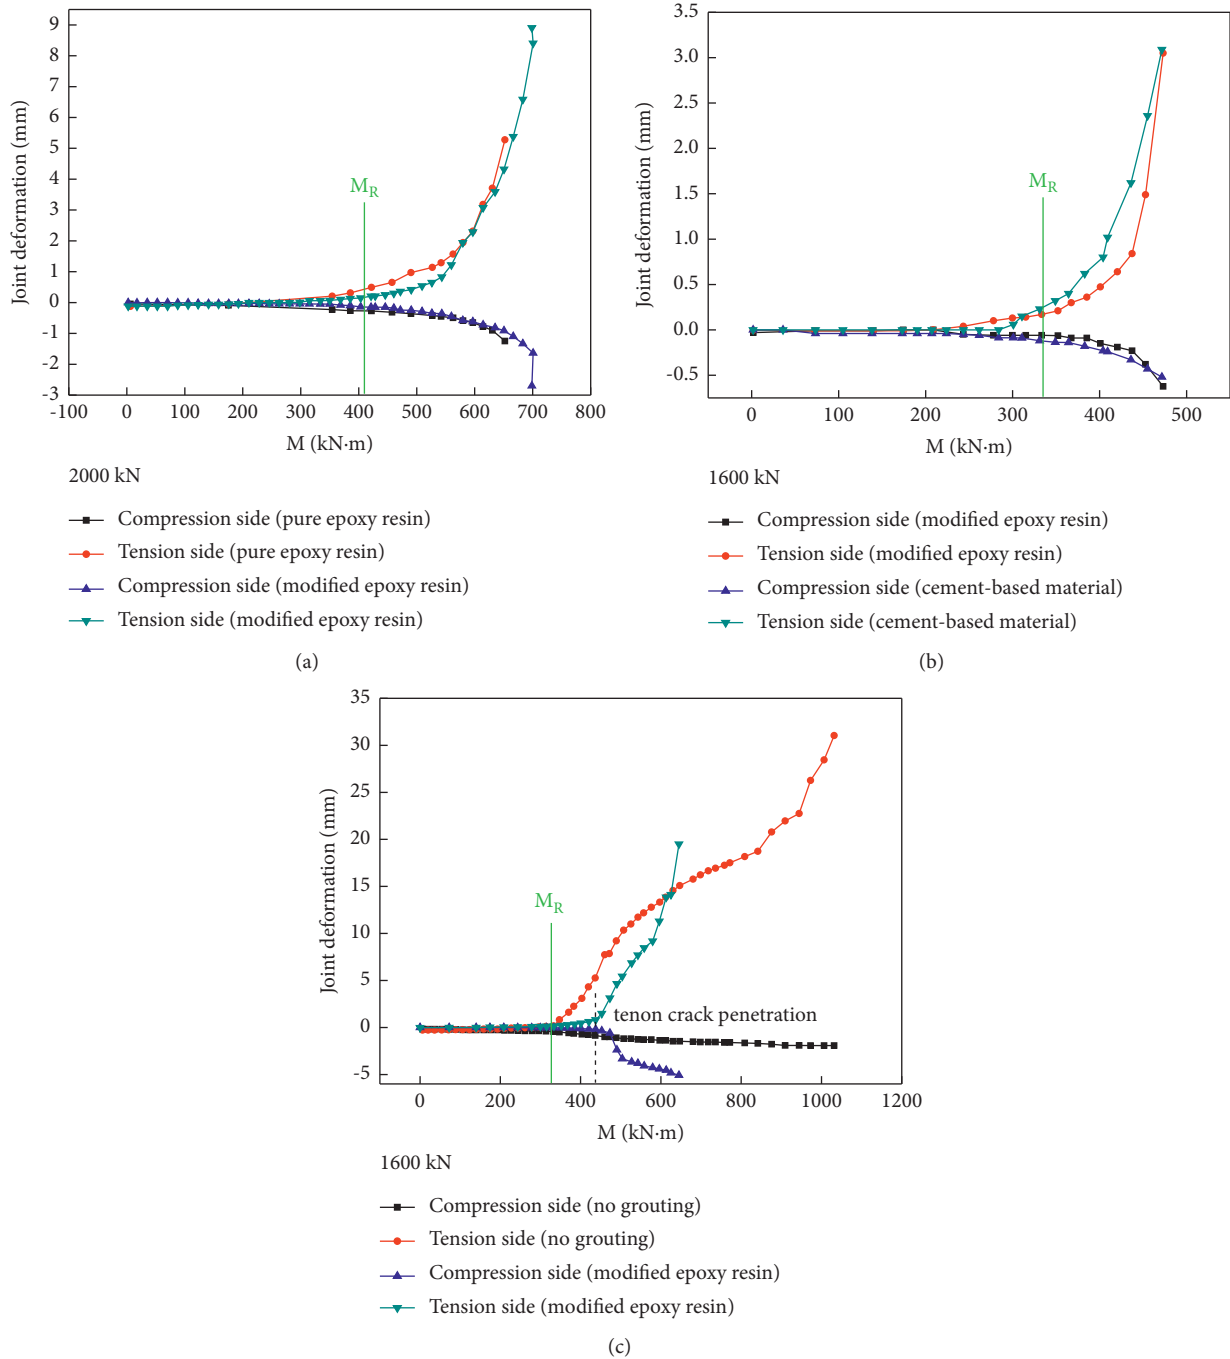 9
8
7
6
5
4
3
2
1
0
-1
-2
-3
Joint deformation (mm)
M_R
-100 0 100 200 300 400 500 600 700 800
M (kN·m)
2000 kN
Compression side (pure epoxy resin)
Tension side (pure epoxy resin)
Compression side (modified epoxy resin)
Tension side (modified epoxy resin)
(a)
3.5
3.0
2.5
2.0
1.5
1.0
0.5
0.0
-0.5
Joint deformation (mm)
M_R
0 100 200 300 400 500
M (kN·m)
1600 kN
Compression side (modified epoxy resin)
Tension side (modified epoxy resin)
Compression side (cement-based material)
Tension side (cement-based material)
(b)
35
30
25
20
15
10
5
0
-5
Joint deformation (mm)
M_R
tenon crack penetration
0 200 400 600 800 1000 1200
M (kN·m)
1600 kN
Compression side (no grouting)
Tension side (no grouting)
Compression side (modified epoxy resin)
Tension side (modified epoxy resin)
(c)